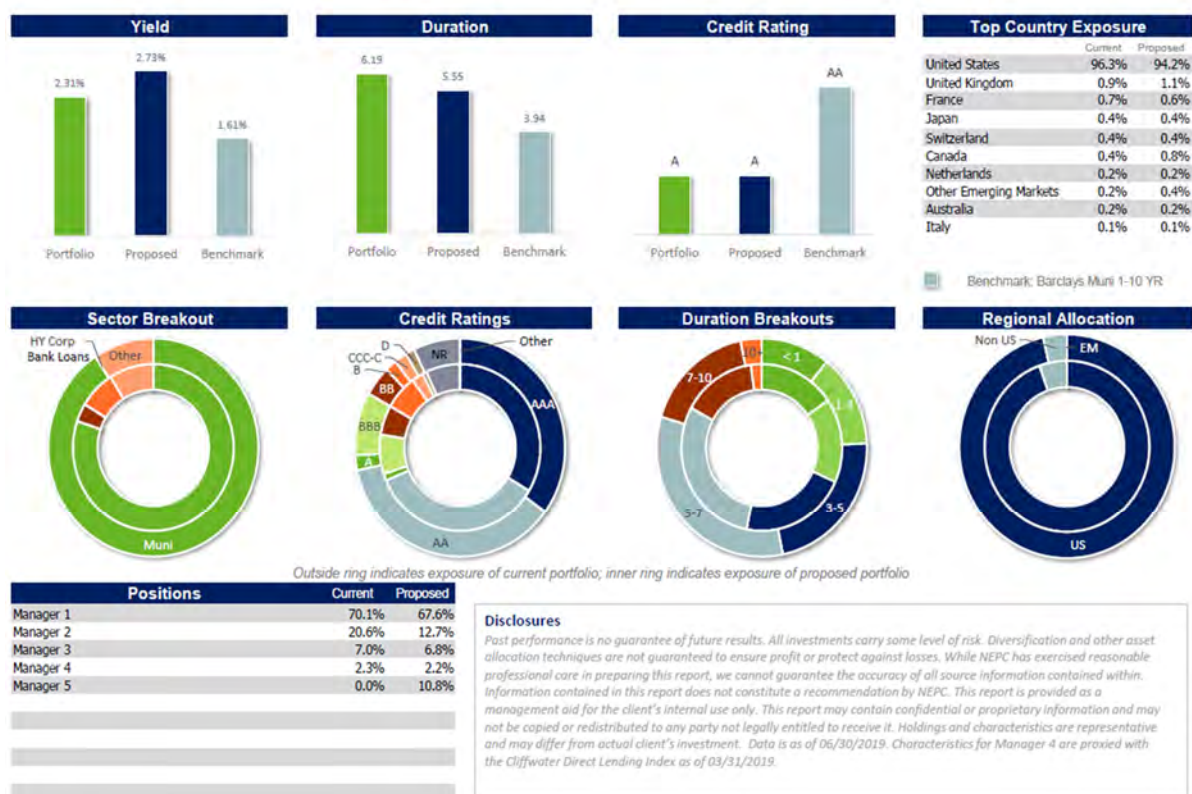 Yield
2.31%
2.73%
1.61%
Portfolio
Proposed
Benchmark
Duration
6.19
5.55
3.94
Portfolio
Proposed
Benchmark
Credit Rating
A
A
AA
Portfolio
Proposed
Benchmark
Top Country Exposure
Current Proposed
United States 96.3% 94.2%
United Kingdom 0.9% 1.1%
France 0.7% 0.6%
Japan 0.4% 0.4%
Switzerland 0.4% 0.4%
Canada 0.4% 0.8%
Netherlands 0.2% 0.2%
Other Emerging Markets 0.2% 0.4%
Australia 0.2% 0.2%
Italy 0.1% 0.1%
Benchmark: Barclays Muni 1-10 YR
Sector Breakout
HY Corp
Bank Loans
Other
Muni
Credit Ratings
D
CCC-C
B
BB
BBB
A
AA
AAA
NR
Other
Duration Breakouts
10+
< 1
7-10
5-7
3-5
Regional Allocation
Non US
EM
US
Outside ring indicates exposure of current portfolio; inner ring indicates exposure of proposed portfolio
Positions Current Proposed
Manager 1 70.1% 67.6%
Manager 2 20.6% 12.7%
Manager 3 7.0% 6.8%
Manager 4 2.3% 2.2%
Manager 5 0.0% 10.8%
Disclosures
Past performance is no guarantee of future results. All investments carry some level of risk. Diversification and other asset
allocation techniques are not guaranteed to ensure profit or protect against losses. While NEPC has exercised reasonable
professional care in preparing this report, we cannot guarantee the accuracy of all source information contained within.
Information contained in this report does not constitute a recommendation by NEPC. This report is provided as a
management aid for the client's internal use only. This report may contain confidential or proprietary information and may
not be copied or redistributed to any party not legally entitled to receive it. Holdings and characteristics are representative
and may differ from actual client's investment. Data is as of 06/30/2019. Characteristics for Manager 4 are proxied with
the Cliffwater Direct Lending Index as of 03/31/2019.